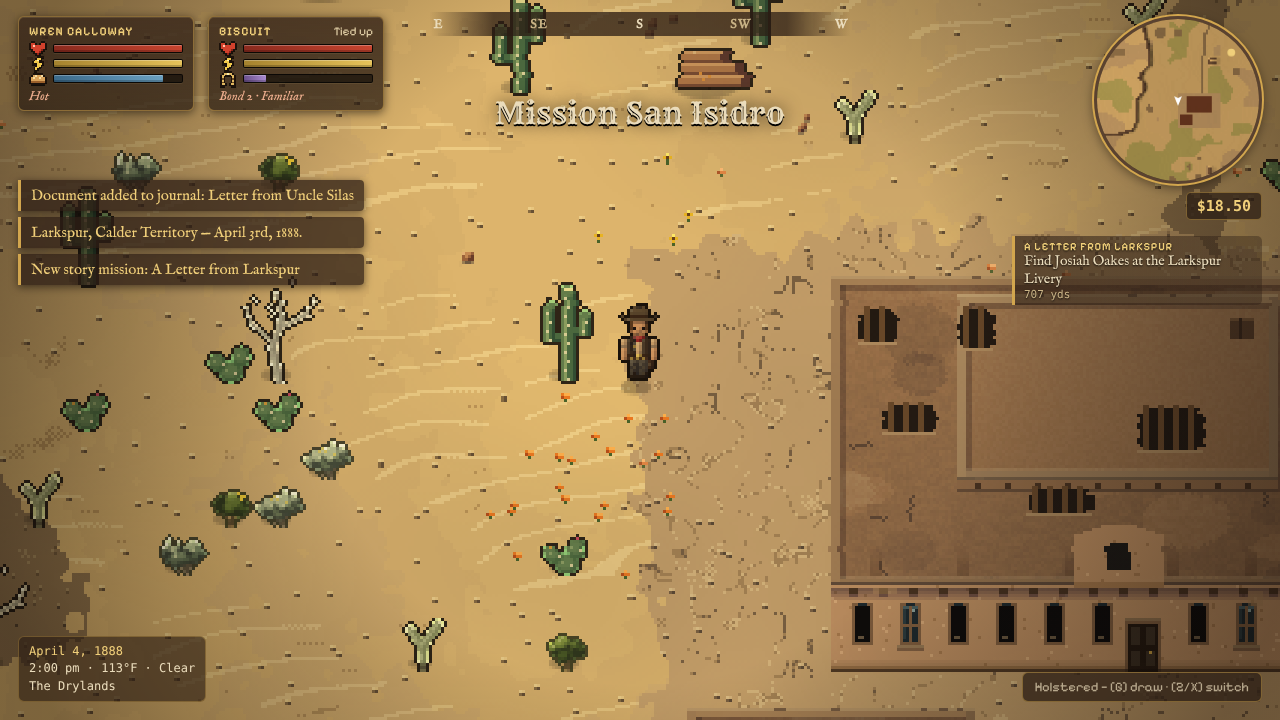 WREN CALLOWAY
Hot
BISCUIT Tied up
Bond 2 · Familiar
E SE S SW W
Mission San Isidro
Document added to journal: Letter from Uncle Silas
Larkspur, Calder Territory — April 3rd, 1888.
New story mission: A Letter from Larkspur
$18.50
A LETTER FROM LARKSPUR
Find Josiah Oakes at the Larkspur
Livery
707 yds
April 4, 1888
2:00 pm · 113°F · Clear
The Drylands
Holstered - (G) draw · (Z/X) switch